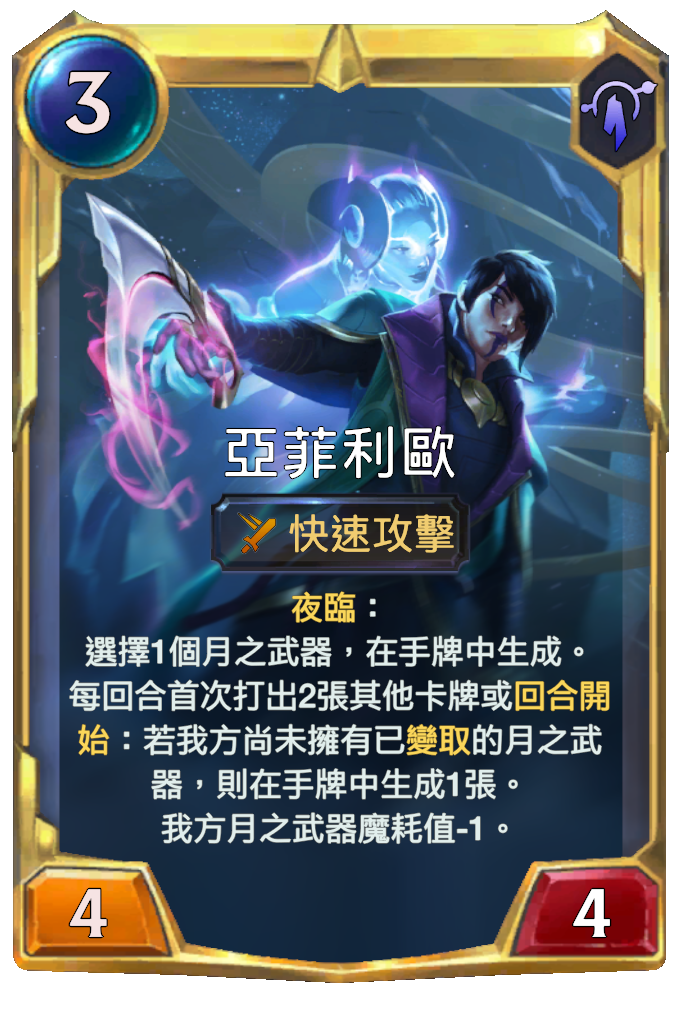 3
亞菲利歐
快速攻擊
夜臨：
選擇1個月之武器，在手牌中生成。
每回合首次打出2張其他卡牌或回合開
始：若我方尚未擁有已變取的月之武
器，則在手牌中生成1張。
我方月之武器魔耗值-1。
4
4